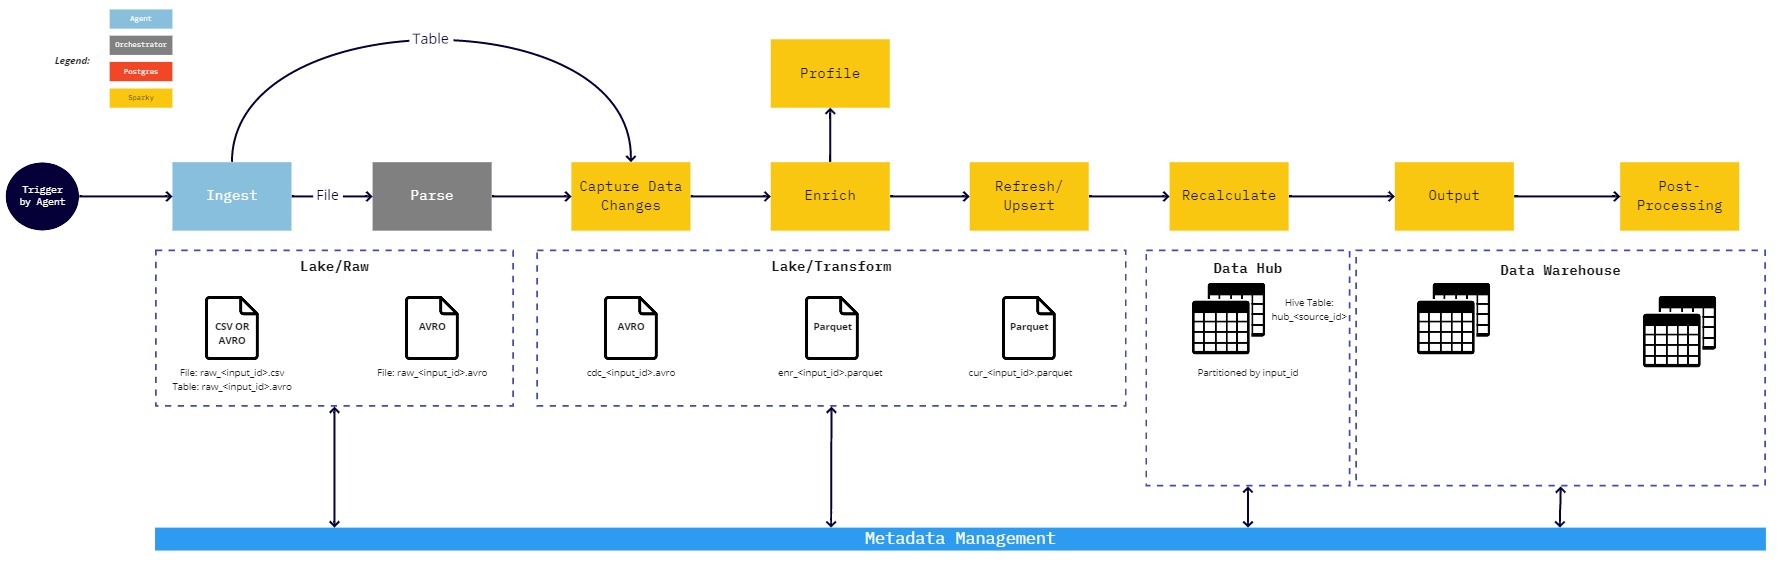 Legend:
Agent
Orchestrator
Postgres
Sparky
Table
Profile
Trigger
by Agent
Ingest
File
Parse
Capture Data
Changes
Enrich
Refresh/
Upsert
Recalculate
Output
Post-
Processing
Lake/Raw
CSV OR
AVRO
File: raw_<input_id>.csv
Table: raw_<input_id>.avro
AVRO
File: raw_<input_id>.avro
Lake/Transform
AVRO
cdc_<input_id>.avro
Parquet
enr_<input_id>.parquet
Parquet
cur_<input_id>.parquet
Data Hub
Hive Table:
hub_<source_id>
Partitioned by input_id
Data Warehouse
Metadata Management